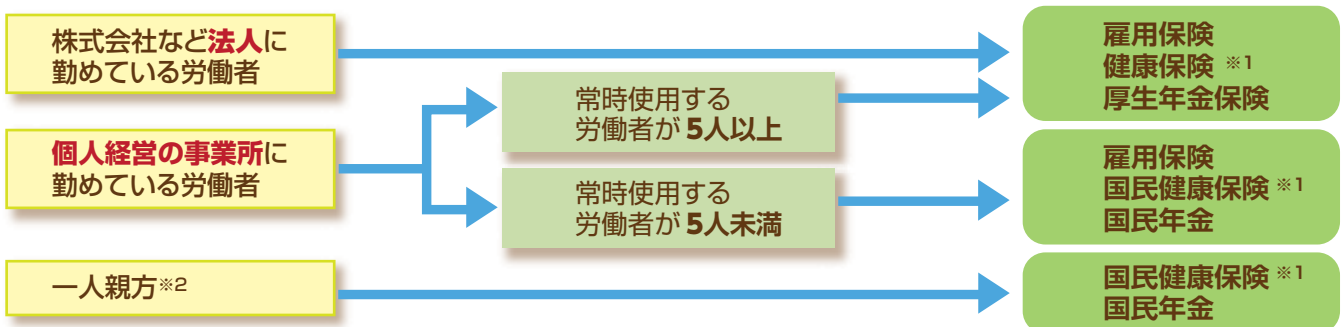 株式会社など法人に
勤めている労働者
雇用保険
健康保険 ※1
厚生年金保険
個人経営の事業所に
勤めている労働者
常時使用する
労働者が 5人以上
常時使用する
労働者が 5人未満
雇用保険
国民健康保険 ※1
国民年金
一人親方※2
国民健康保険 ※1
国民年金